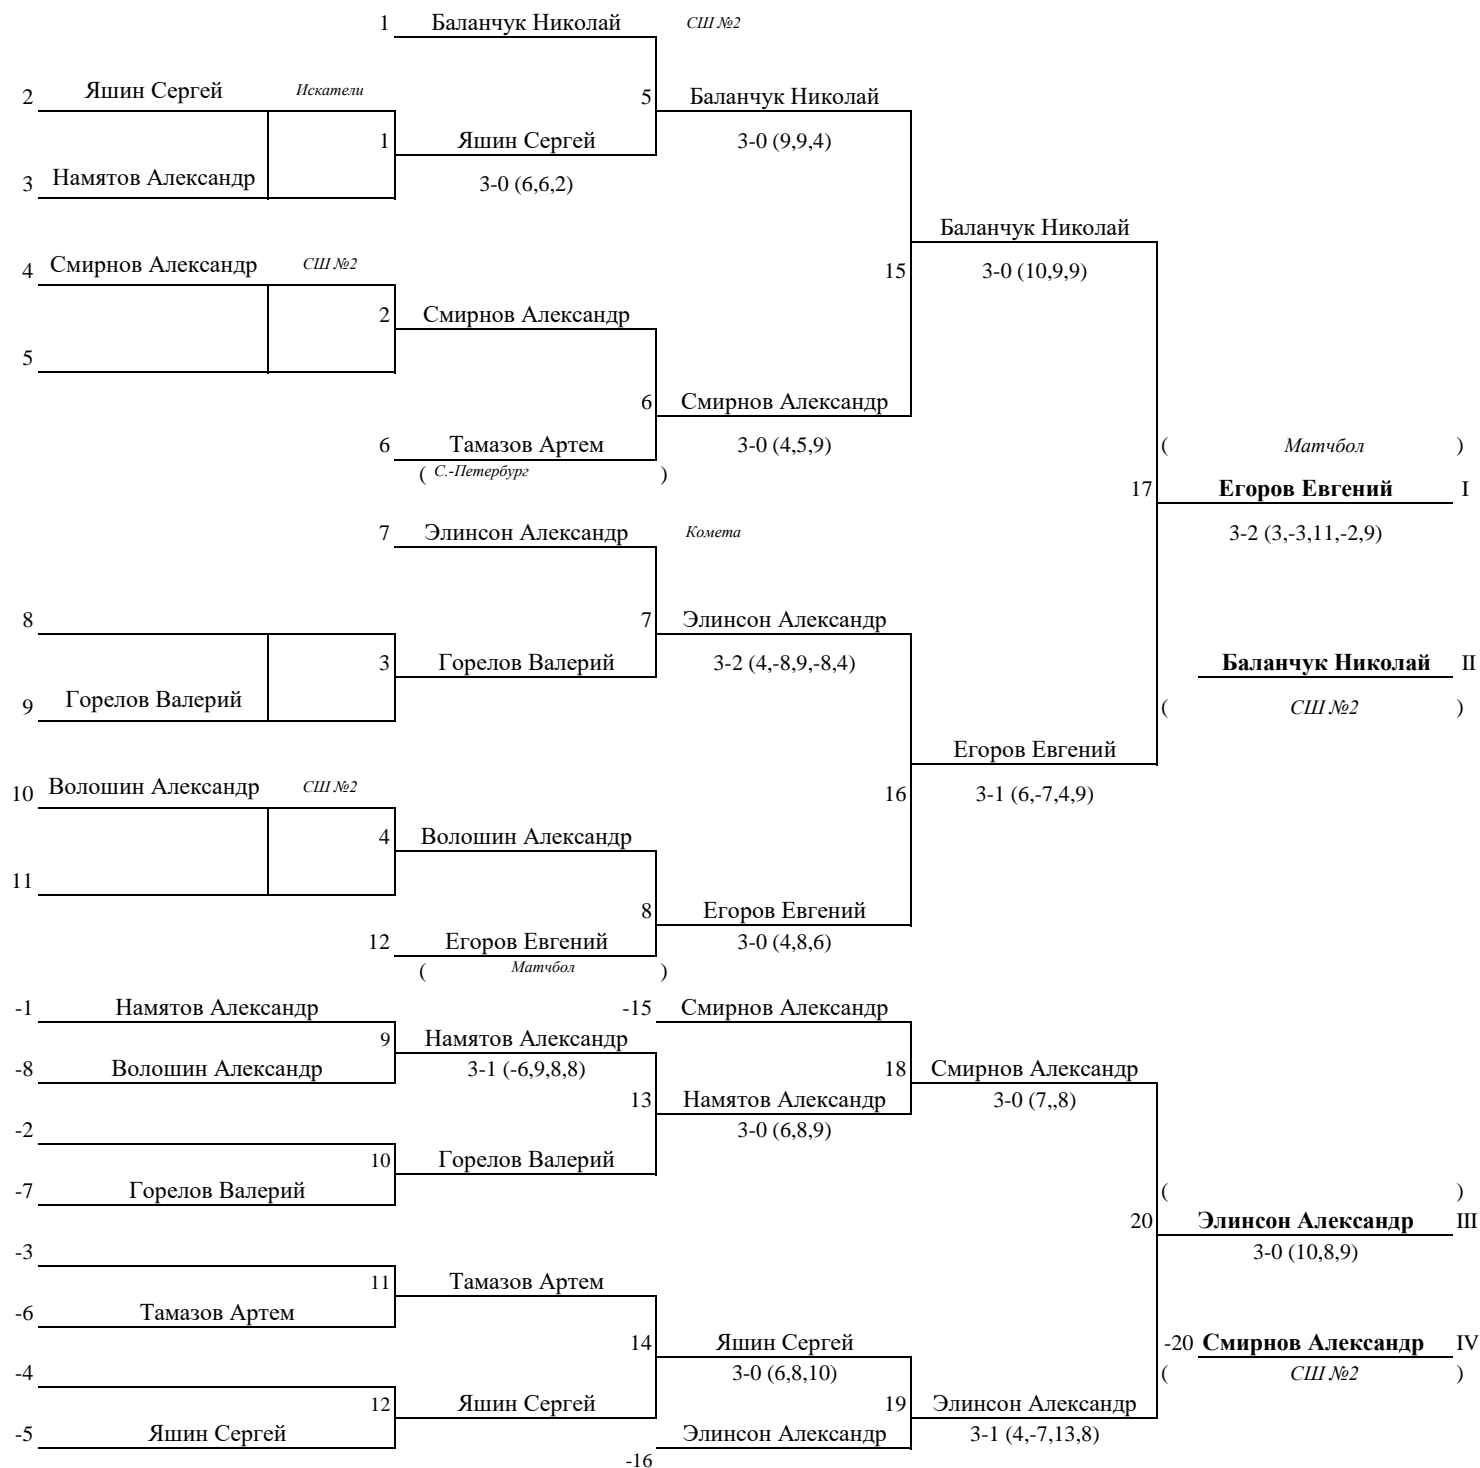 1 Баланчук Николай СШ №2
2 Яшин Сергей Искатели 5 Баланчук Николай
1 Яшин Сергей 3-0 (9,9,4)
3 Намятов Александр 3-0 (6,6,2)
Баланчук Николай
4 Смирнов Александр СШ №2 15 3-0 (10,9,9)
2 Смирнов Александр
5
6 Смирнов Александр
6 Тамазов Артем 3-0 (4,5,9) ( Матчбол )
( С.-Петербург )
17 Егоров Евгений I
7 Элинсон Александр Комета 3-2 (3,-3,11,-2,9)
8 7 Элинсон Александр
3 Горелов Валерий 3-2 (4,-8,9,-8,4) Баланчук Николай II
9 Горелов Валерий ( СШ №2 )
Егоров Евгений
10 Волошин Александр СШ №2 16 3-1 (6,-7,4,9)
4 Волошин Александр
11
8 Егоров Евгений
12 Егоров Евгений 3-0 (4,8,6)
( Матчбол )
-1 Намятов Александр -15 Смирнов Александр
9 Намятов Александр
-8 Волошин Александр 3-1 (-6,9,8,8) 18 Смирнов Александр
13 Намятов Александр 3-0 (7,,8)
-2 3-0 (6,8,9)
10 Горелов Валерий
-7 Горелов Валерий ( )
20 Элинсон Александр III
-3 3-0 (10,8,9)
11 Тамазов Артем
-6 Тамазов Артем
14 Яшин Сергей -20 Смирнов Александр IV
-4 3-0 (6,8,10) ( СШ №2 )
12 Яшин Сергей 19 Элинсон Александр
-5 Яшин Сергей Элинсон Александр 3-1 (4,-7,13,8)
-16